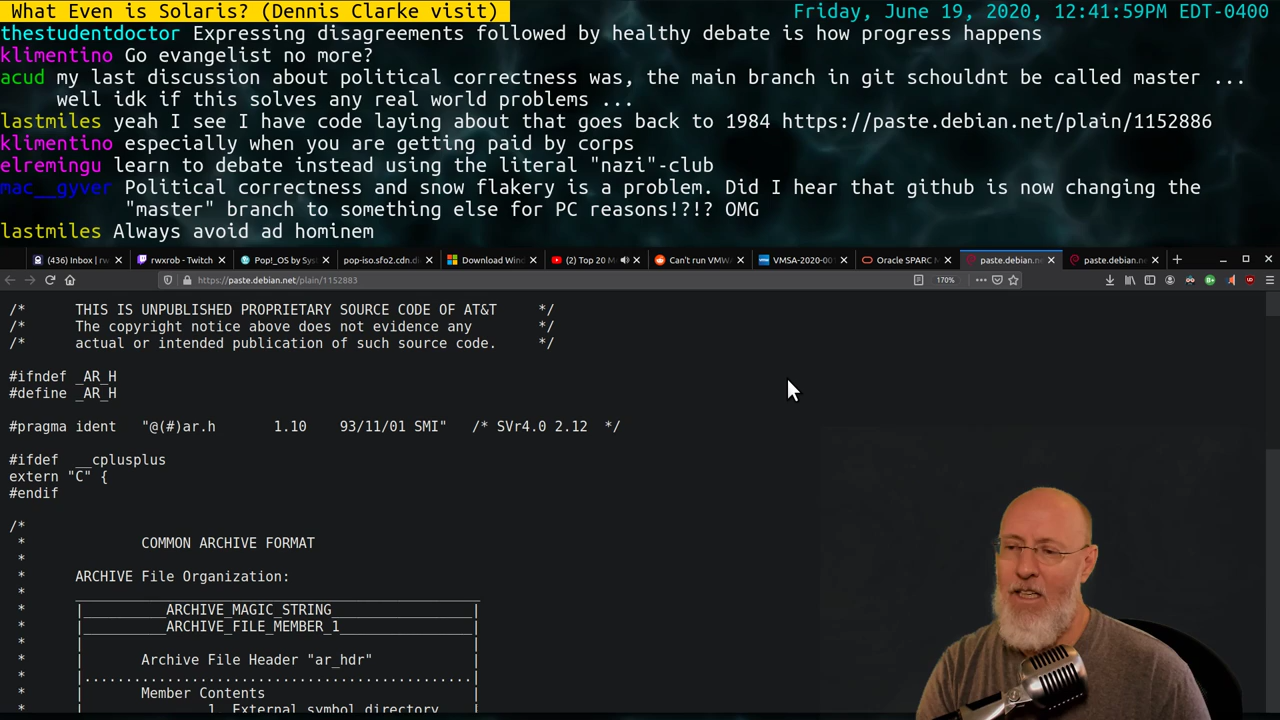 What Even is Solaris? (Dennis Clarke visit)
Friday, June 19, 2020, 12:41:59PM EDT-0400
thestudentdoctor Expressing disagreements followed by healthy debate is how progress happens
klimentino Go evangelist no more?
acud my last discussion about political correctness was, the main branch in git schouldnt be called master ...
well idk if this solves any real world problems ...
lastmiles yeah I see I have code laying about that goes back to 1984 https://paste.debian.net/plain/1152886
klimentino especially when you are getting paid by corps
elremingu learn to debate instead using the literal "nazi"-club
mac__gyver Political correctness and snow flakery is a problem. Did I hear that github is now changing the
"master" branch to something else for PC reasons!?!? OMG
lastmiles Always avoid ad hominem
(436) Inbox | rw
rwxrob - Twitch
Pop!_OS by Sys
pop-iso.sfo2.cdn.di
Download Wind
(2) Top 20 M
Can't run VMWA
VMSA-2020-00
Oracle SPARC M
paste.debian.ne
paste.debian.net/
https://paste.debian.net/plain/1152883
170%
/* THIS IS UNPUBLISHED PROPRIETARY SOURCE CODE OF AT&T */
/* The copyright notice above does not evidence any */
/* actual or intended publication of such source code. */
#ifndef _AR_H
#define _AR_H
#pragma ident "@(#)ar.h 1.10 93/11/01 SMI" /* SVr4.0 2.12 */
#ifdef __cplusplus
extern "C" {
#endif
/*
* COMMON ARCHIVE FORMAT
*
* ARCHIVE File Organization:
* _______________________________________________
* |__________ARCHIVE_MAGIC_STRING_________________|
* |__________ARCHIVE_FILE_MEMBER_1________________|
* | |
* | Archive File Header "ar_hdr" |
* |...............................................|
* | Member Contents |
* | 1. External symbol directory |